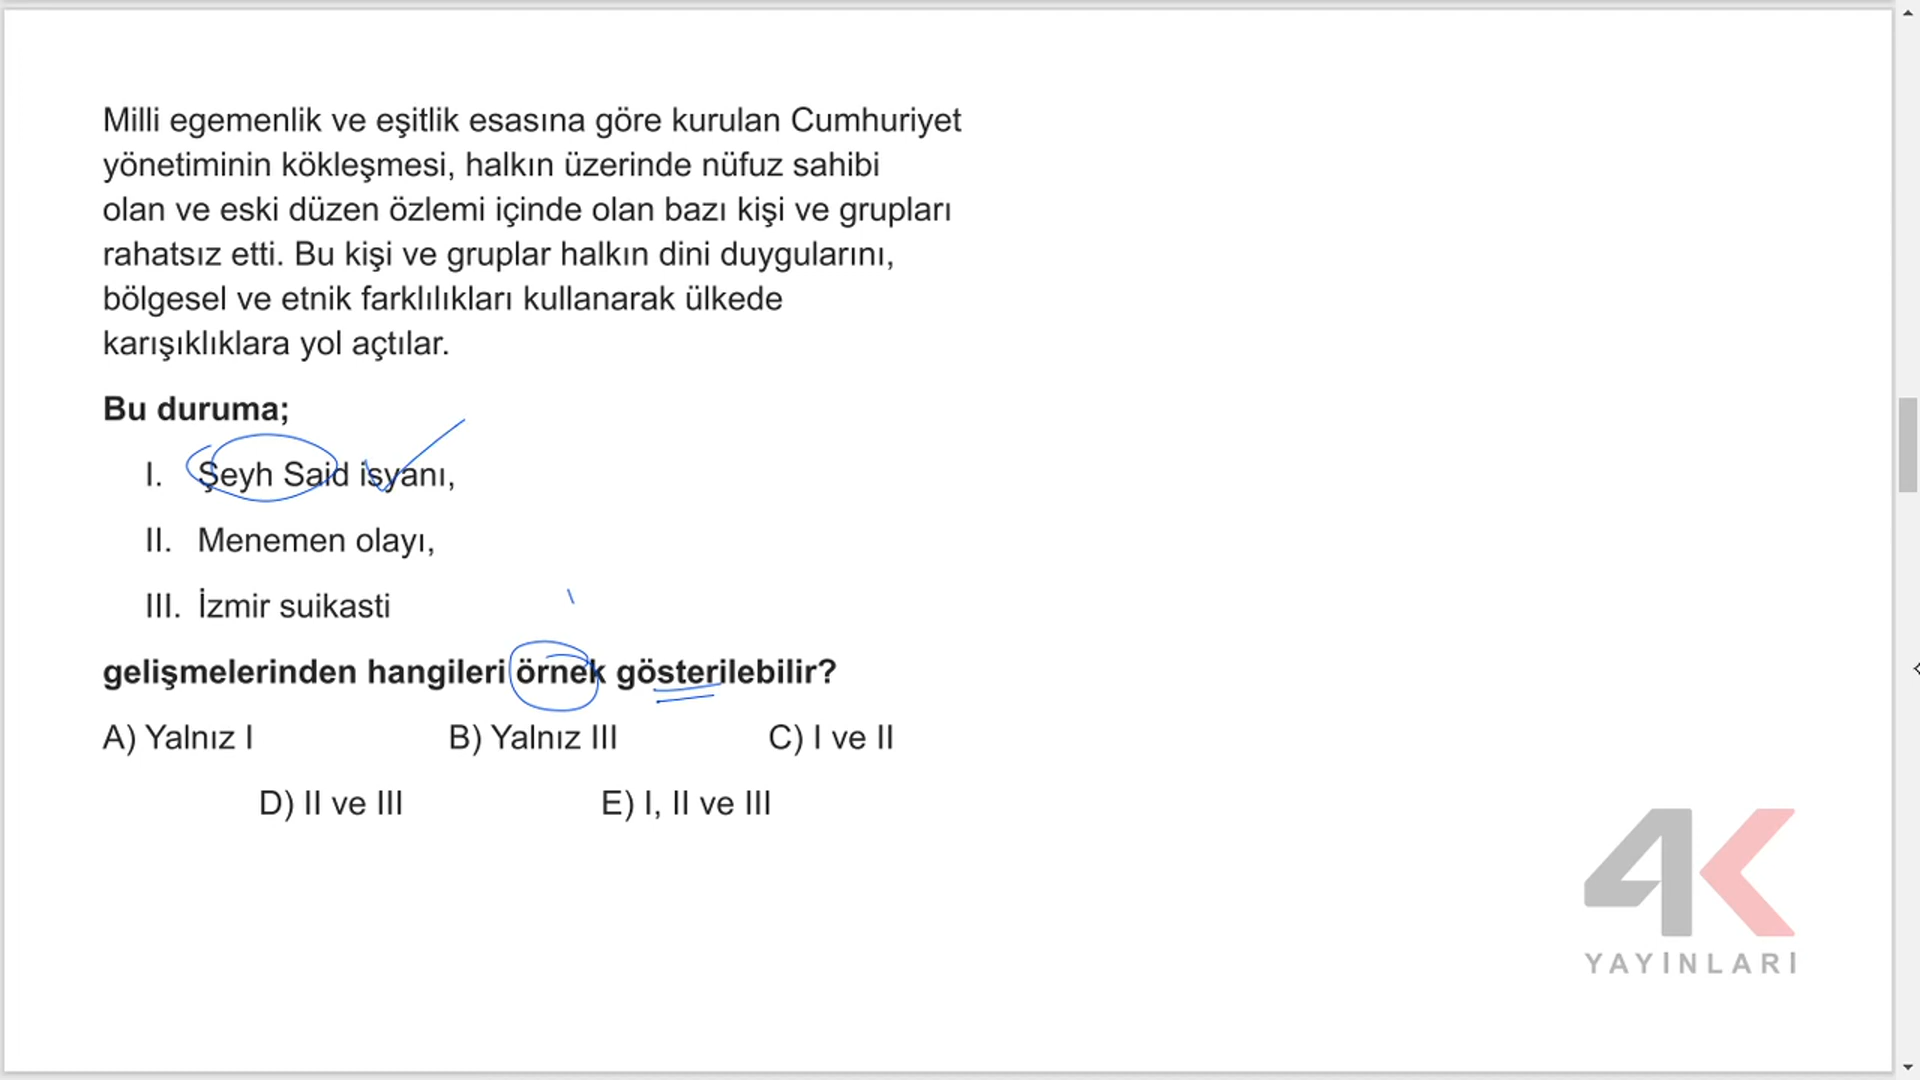 Milli egemenlik ve eşitlik esasına göre kurulan Cumhuriyet
yönetiminin kökleşmesi, halkın üzerinde nüfuz sahibi
olan ve eski düzen özlemi içinde olan bazı kişi ve grupları
rahatsız etti. Bu kişi ve gruplar halkın dini duygularını,
bölgesel ve etnik farklılıkları kullanarak ülkede
karışıklıklara yol açtılar.
Bu duruma;
I. Şeyh Said isyanı,
II. Menemen olayı,
III. İzmir suikasti
gelişmelerinden hangileri örnek gösterilebilir?
A) Yalnız I B) Yalnız III C) I ve II
D) II ve III E) I, II ve III
4K
YAYINLARI